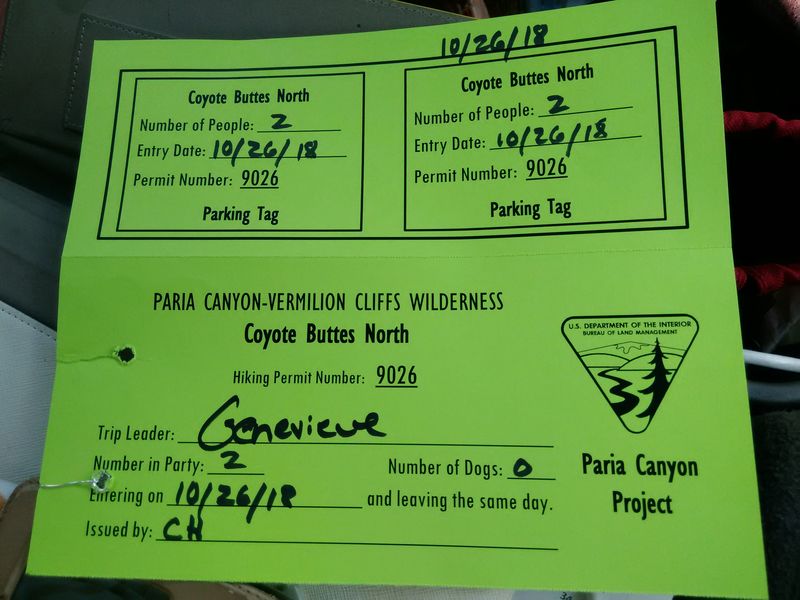 10/26/18
Coyote Buttes North
Number of People: 2
Entry Date: 10/26/18
Permit Number: 9026
Parking Tag
Coyote Buttes North
Number of People: 2
Entry Date: 10/26/18
Permit Number: 9026
Parking Tag
PARIA CANYON-VERMILION CLIFFS WILDERNESS
Coyote Buttes North
Hiking Permit Number: 9026
U.S. DEPARTMENT OF THE INTERIOR
BUREAU OF LAND MANAGEMENT
Paria Canyon
Project
Trip Leader: Genevieve
Number in Party: 2 Number of Dogs: 0
Entering on 10/26/18 and leaving the same day.
Issued by: CH